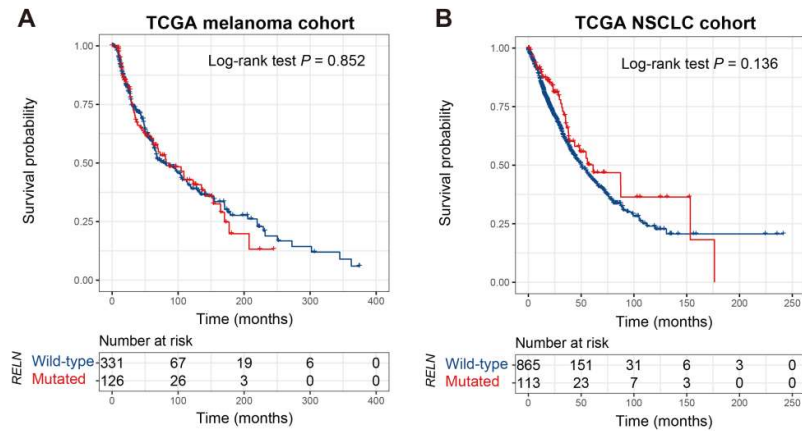 A
TCGA melanoma cohort
Log-rank test P = 0.852
Survival probability
1.00
0.75
0.50
0.25
0.00
0 100 200 300 400
Time (months)
Number at risk
RELN
Wild-type 331 67 19 6 0
Mutated 126 26 3 0 0
0 100 200 300 400
Time (months)
B
TCGA NSCLC cohort
Log-rank test P = 0.136
Survival probability
1.00
0.75
0.50
0.25
0.00
0 50 100 150 200 250
Time (months)
Number at risk
RELN
Wild-type 865 151 31 6 3 0
Mutated 113 23 7 3 0 0
0 50 100 150 200 250
Time (months)